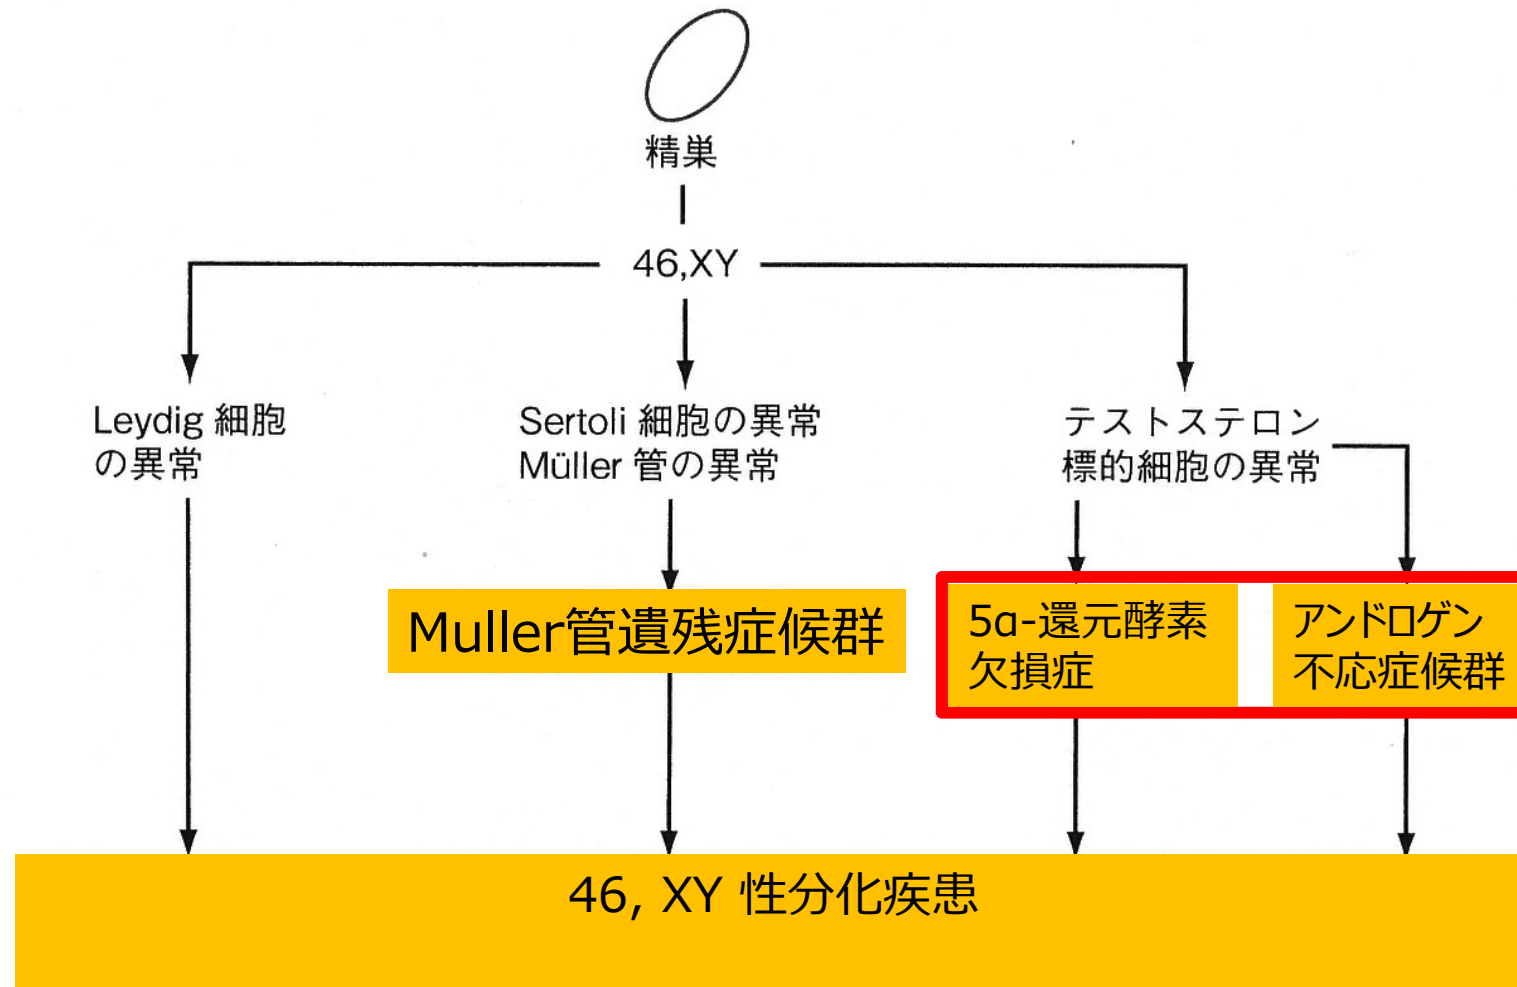 精巣
46,XY
Leydig 細胞
の異常
Sertoli 細胞の異常
Müller 管の異常
テストステロン
標的細胞の異常
Muller管遺残症候群
5α-還元酵素
欠損症
アンドロゲン
不応症候群
46, XY 性分化疾患